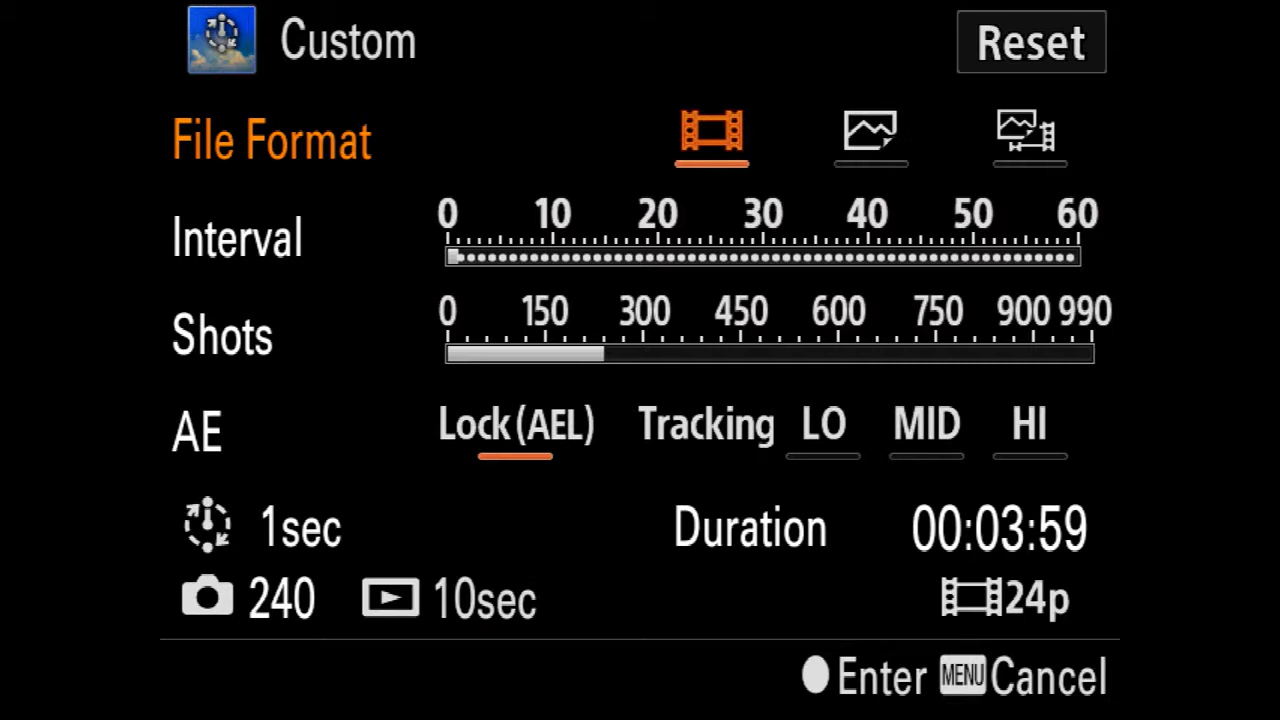 Custom Reset
File Format
0 10 20 30 40 50 60
Interval
0 150 300 450 600 750 900 990
Shots
AE Lock(AEL) Tracking LO MID HI
1sec Duration 00:03:59
240 10sec 24p
Enter MENU Cancel